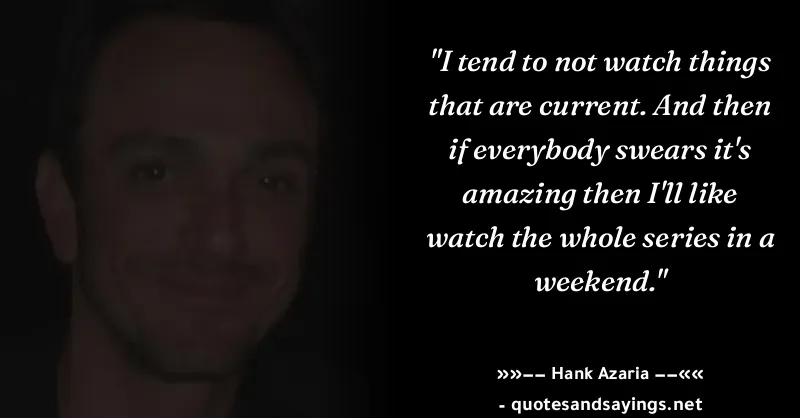 "I tend to not watch things
that are current. And then
if everybody swears it's
amazing then I'll like
watch the whole series in a
weekend."
»»−− Hank Azaria −−««
- quotesandsayings.net